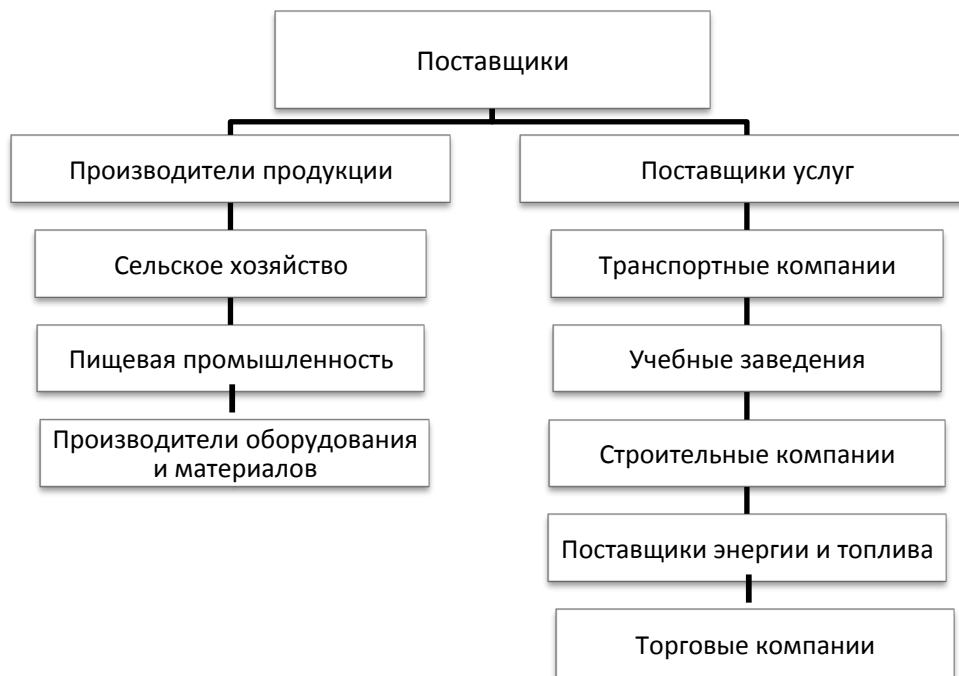 Поставщики
Производители продукции
Сельское хозяйство
Пищевая промышленность
Производители оборудования
и материалов
Поставщики услуг
Транспортные компании
Учебные заведения
Строительные компании
Поставщики энергии и топлива
Торговые компании